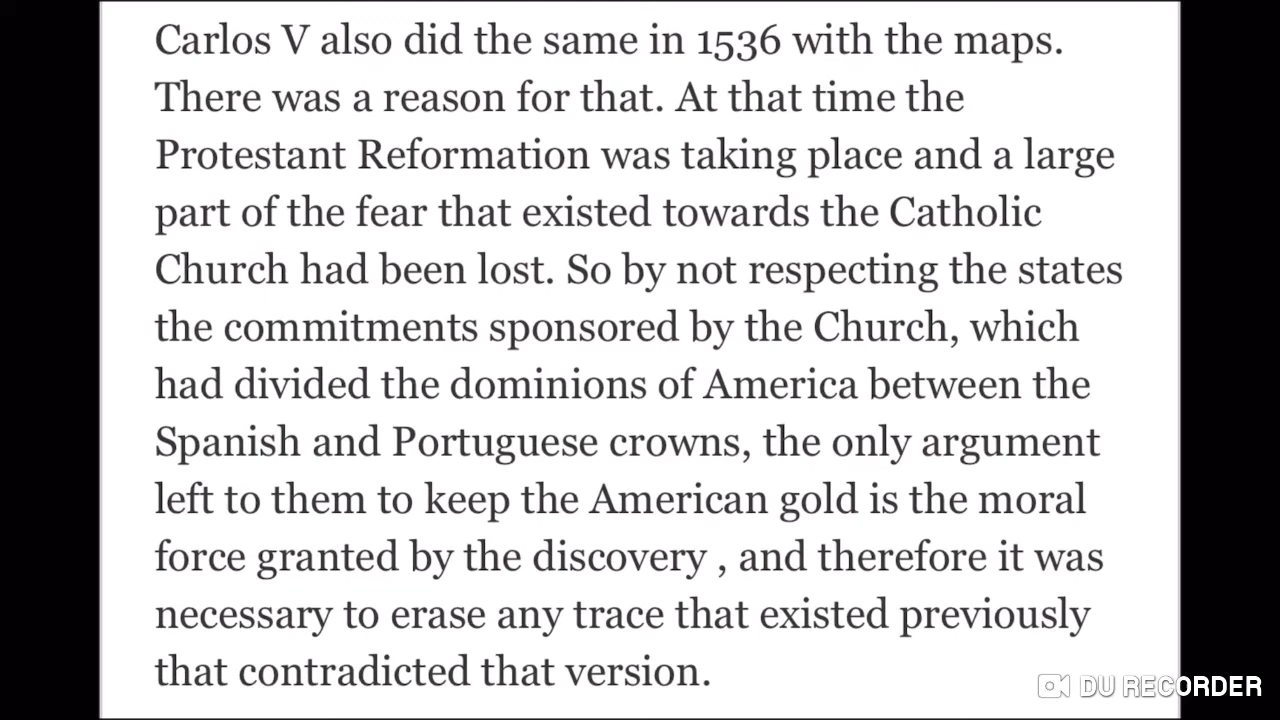 Carlos V also did the same in 1536 with the maps.
There was a reason for that. At that time the
Protestant Reformation was taking place and a large
part of the fear that existed towards the Catholic
Church had been lost. So by not respecting the states
the commitments sponsored by the Church, which
had divided the dominions of America between the
Spanish and Portuguese crowns, the only argument
left to them to keep the American gold is the moral
force granted by the discovery , and therefore it was
necessary to erase any trace that existed previously
that contradicted that version.
DU RECORDER